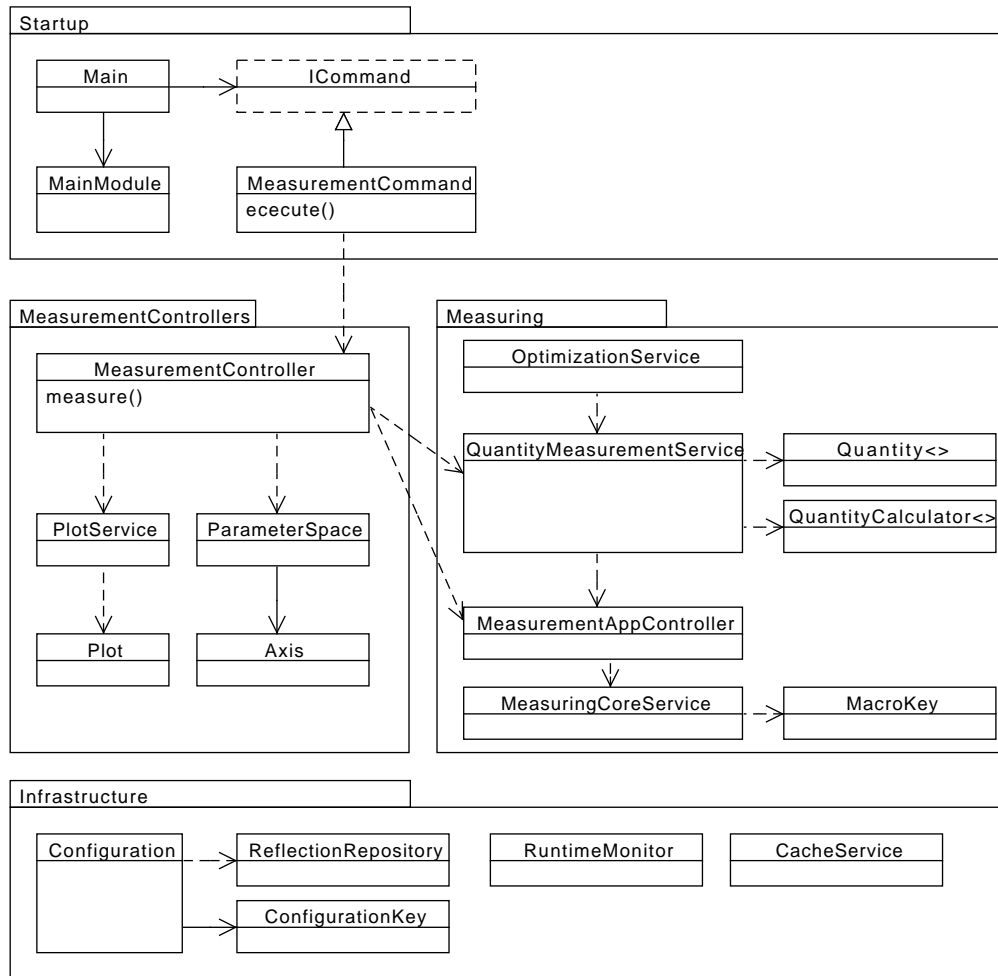 Startup
Main
ICommand
MainModule
MeasurementCommand
ececute()
MeasurementControllers
MeasurementController
measure()
PlotService
ParameterSpace
Plot
Axis
Measuring
OptimizationService
QuantityMeasurementService
Quantity<>
QuantityCalculator<>
MeasurementAppController
MeasuringCoreService
MacroKey
Infrastructure
Configuration
ReflectionRepository
RuntimeMonitor
CacheService
ConfigurationKey